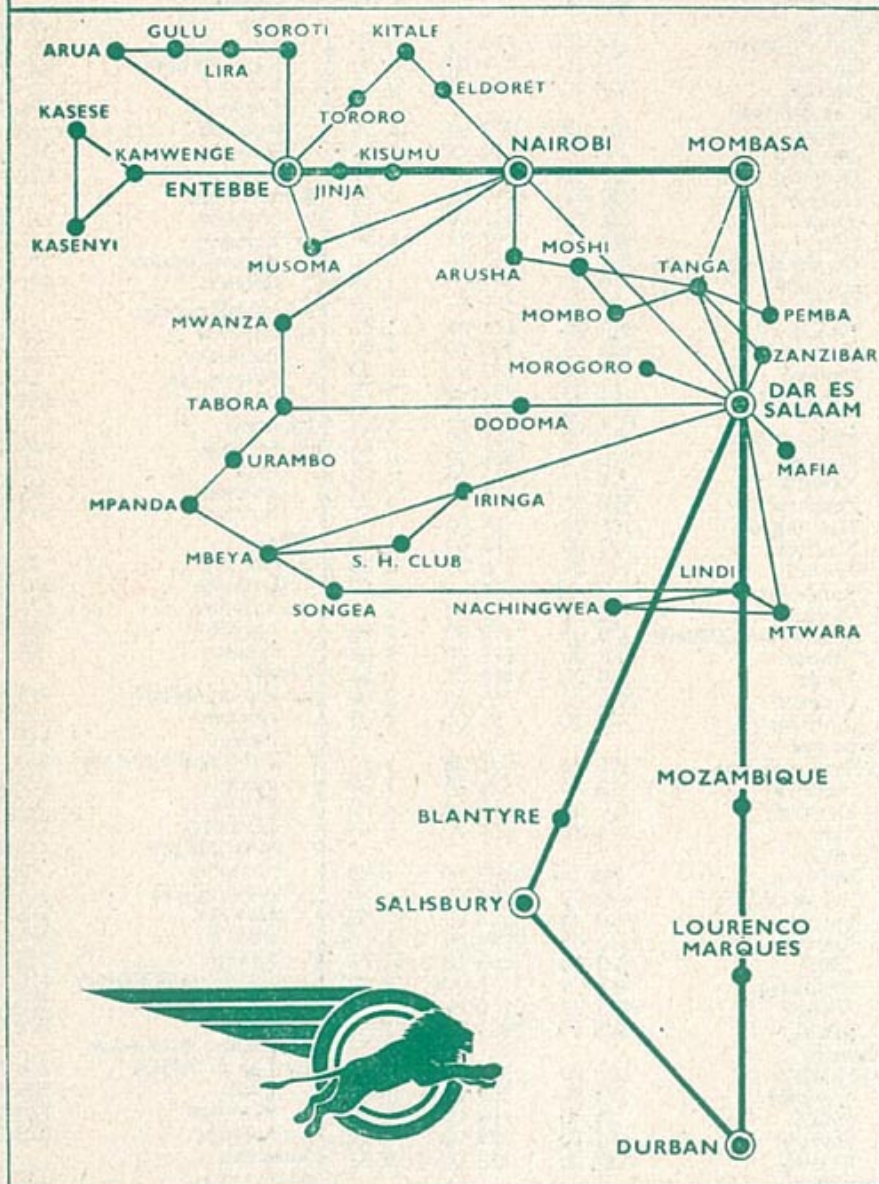 GULU
SOROTI
KITALE
ARUA
LIRA
ELDORET
KASESE
TORORO
KAMWENGE
KISUMU
NAIROBI
MOMBASA
ENTEBBE
JINJA
KASENYI
MUSOMA
ARUSHA
MOSHI
TANGA
MWANZA
MOMBO
PEMBA
ZANZIBAR
MOROGORO
TABORA
DODOMA
DAR ES
SALAAM
URAMBO
MAFIA
MPANDA
IRINGA
MBEYA
S. H. CLUB
LINDI
SONGEA
NACHINGWEA
MTWARA
MOZAMBIQUE
BLANTYRE
SALISBURY
LOURENCO
MARQUES
DURBAN